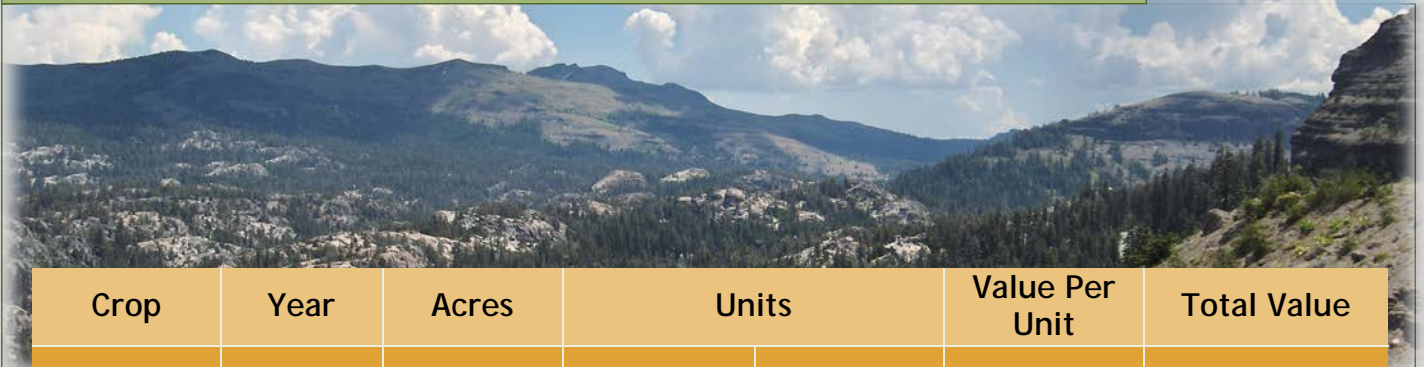 Crop
Year
Acres
Units
Value Per
Unit
Total Value